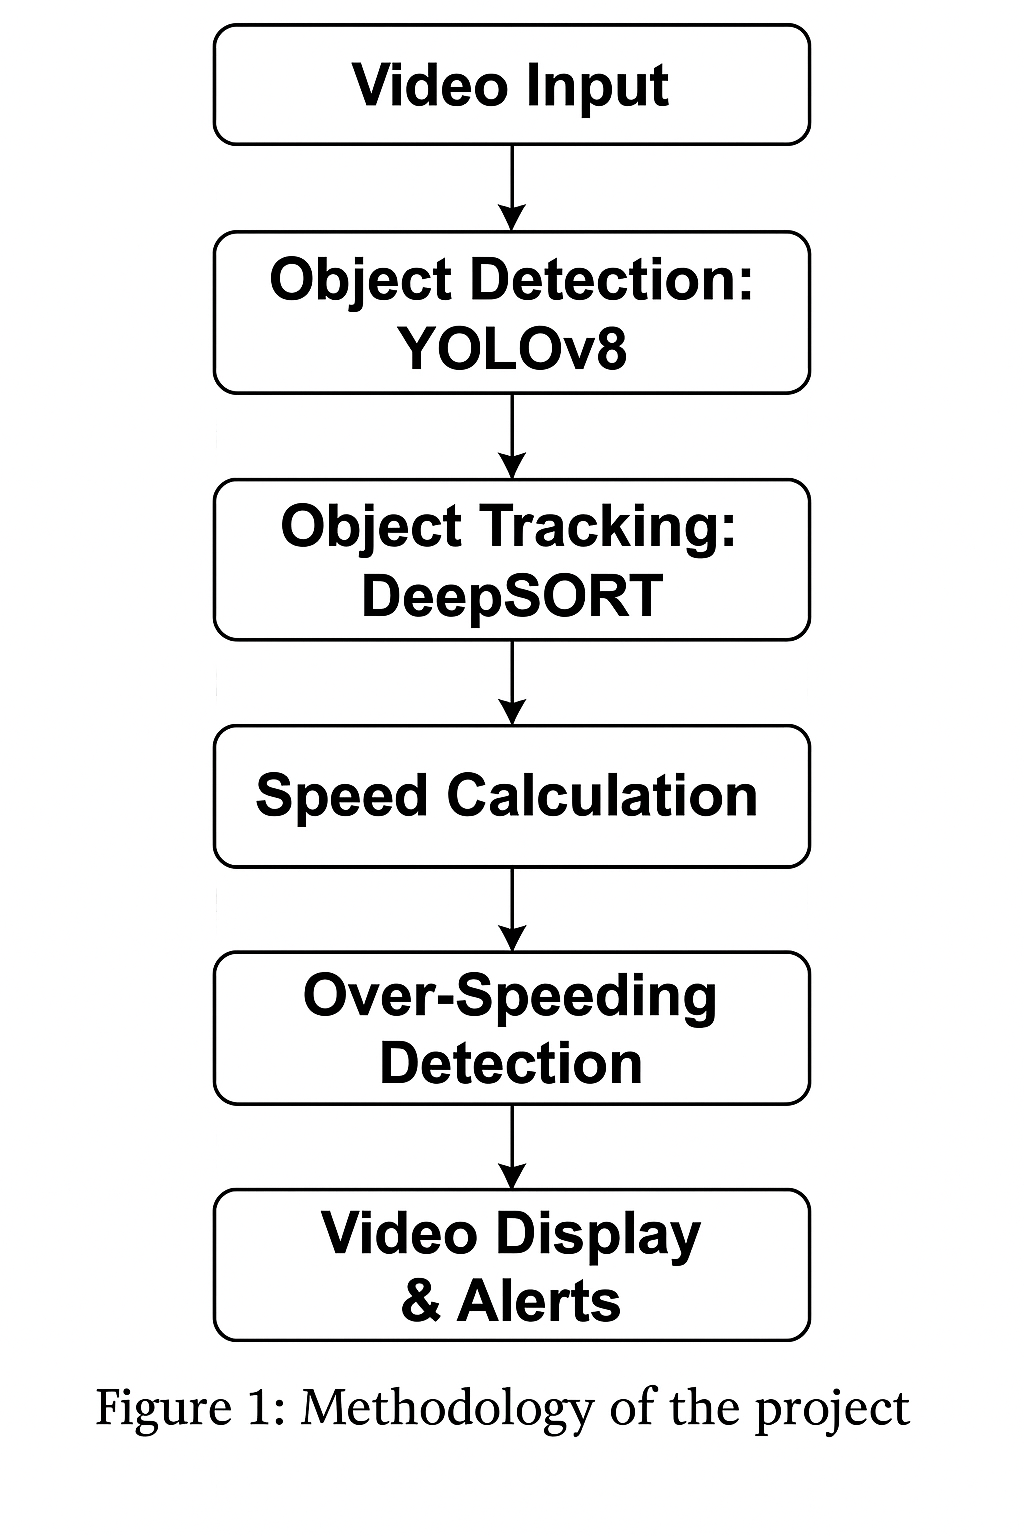 Video Input
Object Detection:
YOLOv8
Object Tracking:
DeepSORT
Speed Calculation
Over-Speeding
Detection
Video Display
& Alerts
Figure 1: Methodology of the project